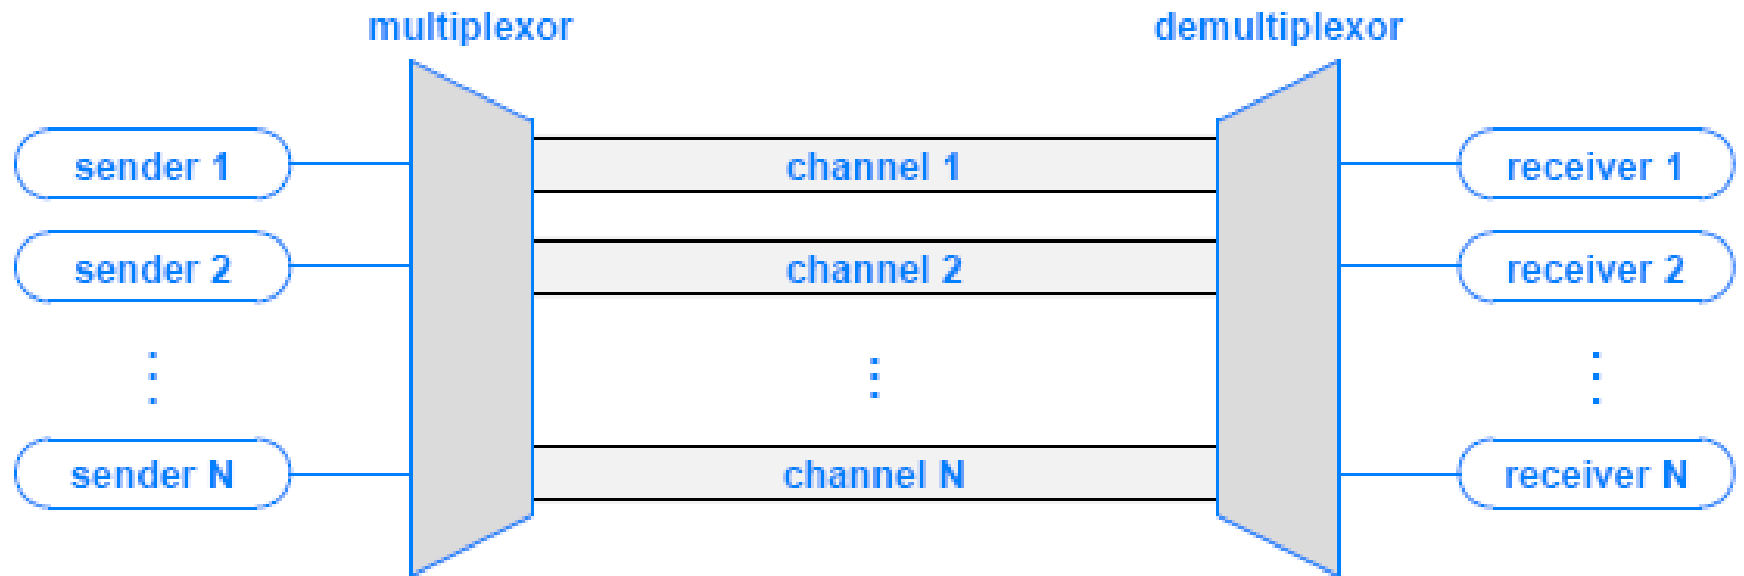 multiplexor
demultiplexor
sender 1
channel 1
receiver 1
sender 2
channel 2
receiver 2
sender N
channel N
receiver N